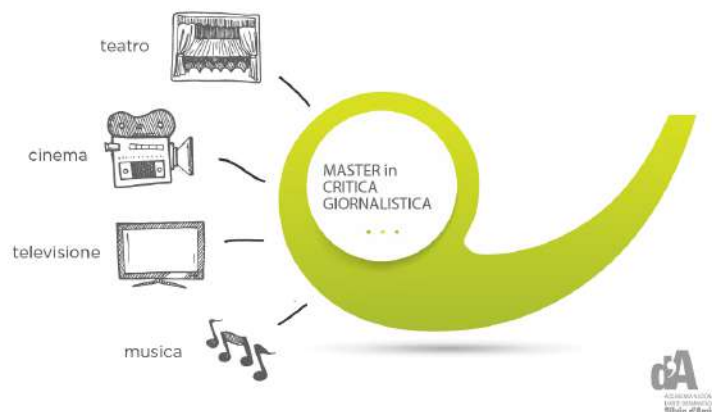 teatro
cinema
MASTER in
CRITICA
GIORNALISTICA
televisione
musica
d'A